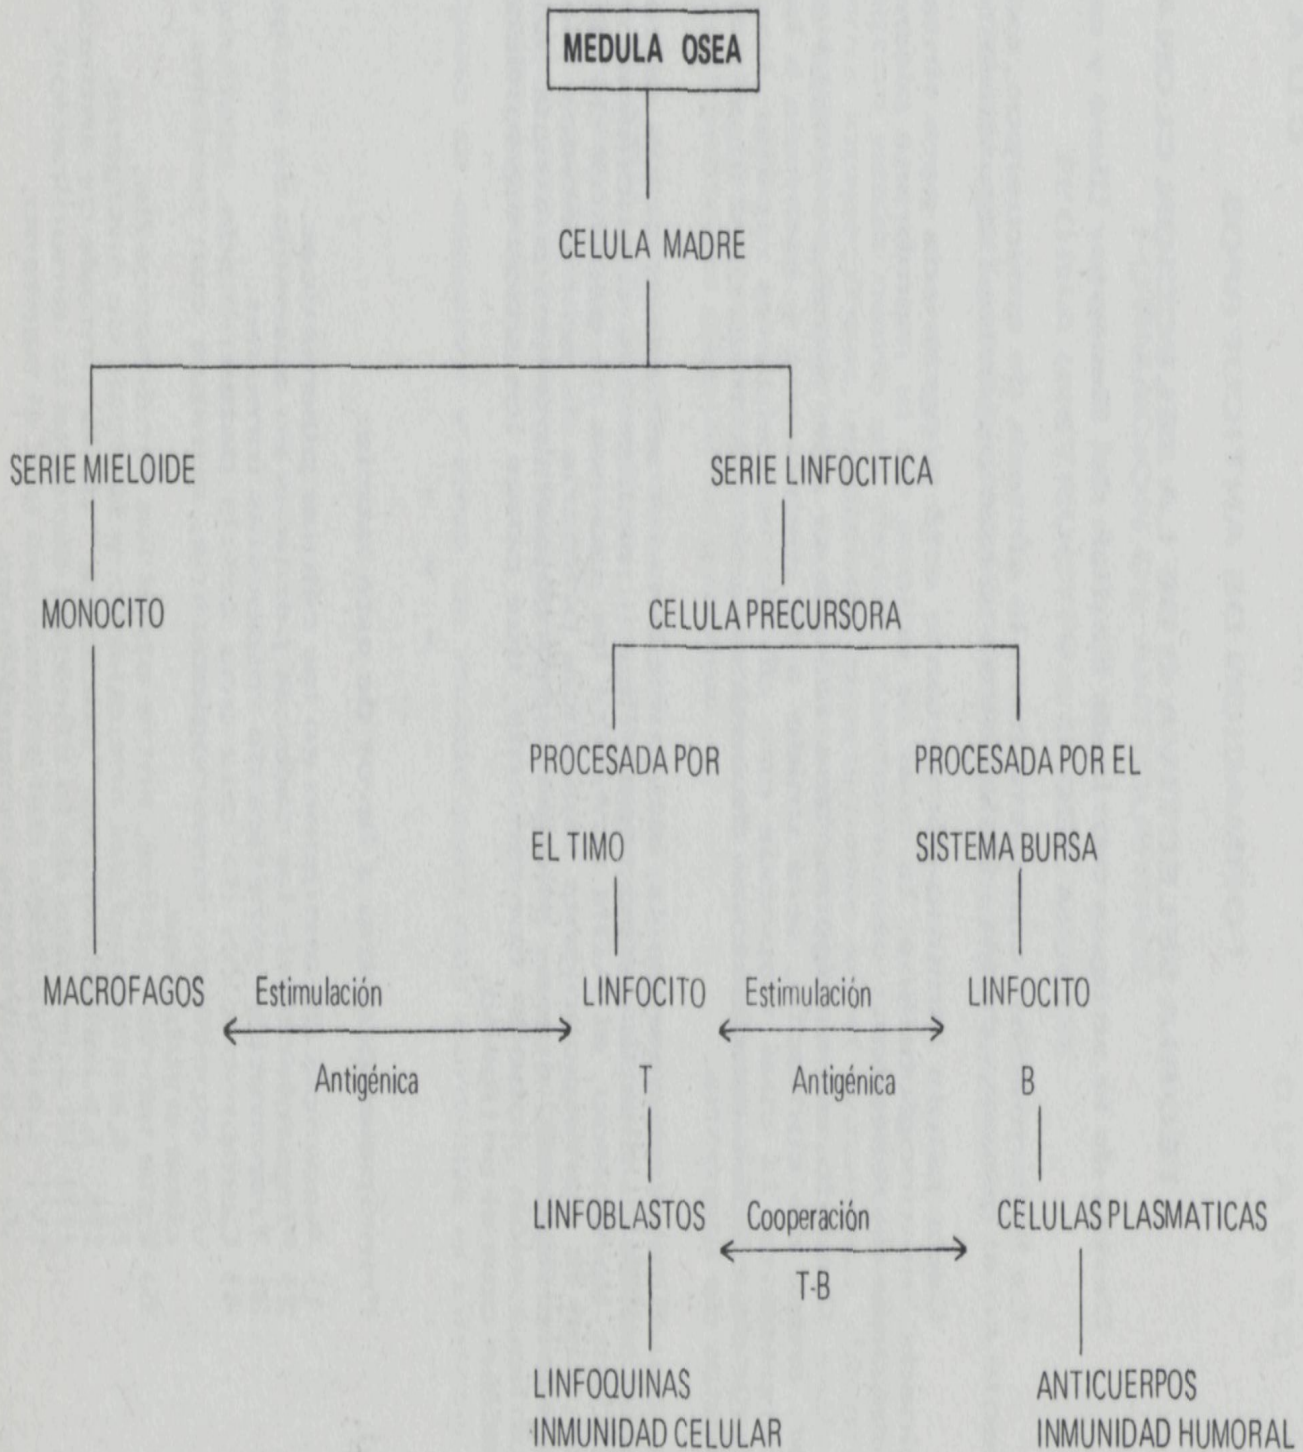 MEDULA OSEA
CELULA MADRE
SERIE MIELOIDE
SERIE LINFOCITICA
MONOCITO
CELULA PRECURSORA
PROCESADA POR
EL TIMO
PROCESADA POR EL
SISTEMA BURSA
MACROFAGOS
Estimulación
Antigénica
LINFOCITO
T
Estimulación
Antigénica
LINFOCITO
B
LINFOBLASTOS
Cooperación
T-B
CELULAS PLASMATICAS
LINFOQUINAS
INMUNIDAD CELULAR
ANTICUERPOS
INMUNIDAD HUMORAL